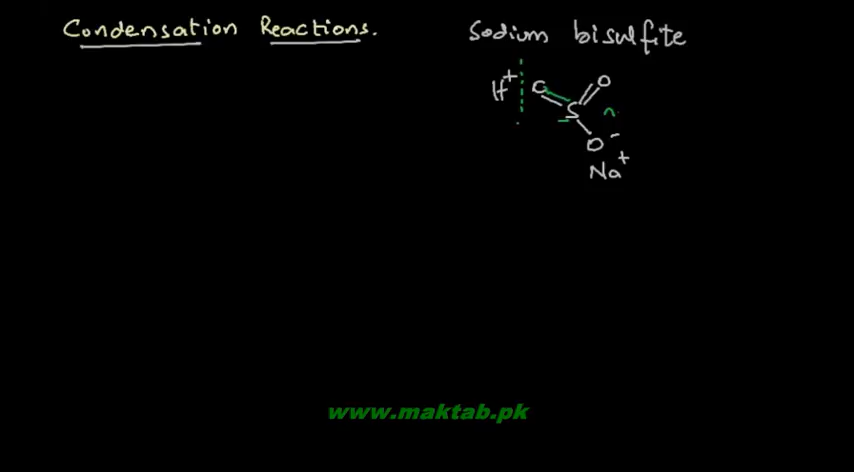 Condensation Reactions. Sodium bisulfite
H+ O O
S
O-
Na+
www.maktab.pk